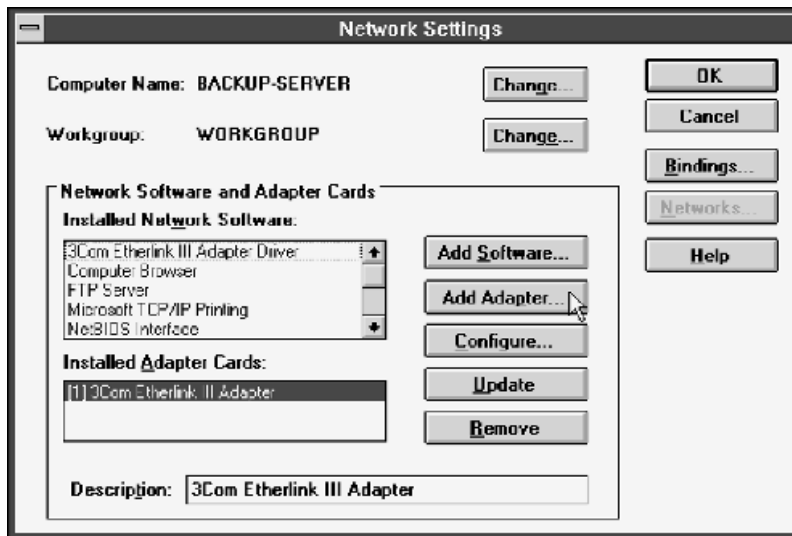 Network Settings
Computer Name: BACKUP-SERVER Change...
Workgroup: WORKGROUP Change...
OK
Cancel
Bindings...
Networks...
Help
Network Software and Adapter Cards
Installed Network Software:
3Com Etherlink III Adapter Driver
Computer Browser
FTP Server
Microsoft TCP/IP Printing
NetBIOS Interface
Add Software...
Add Adapter...
Configure...
Update
Remove
Installed Adapter Cards:
[1] 3Com Etherlink III Adapter
Description: 3Com Etherlink III Adapter